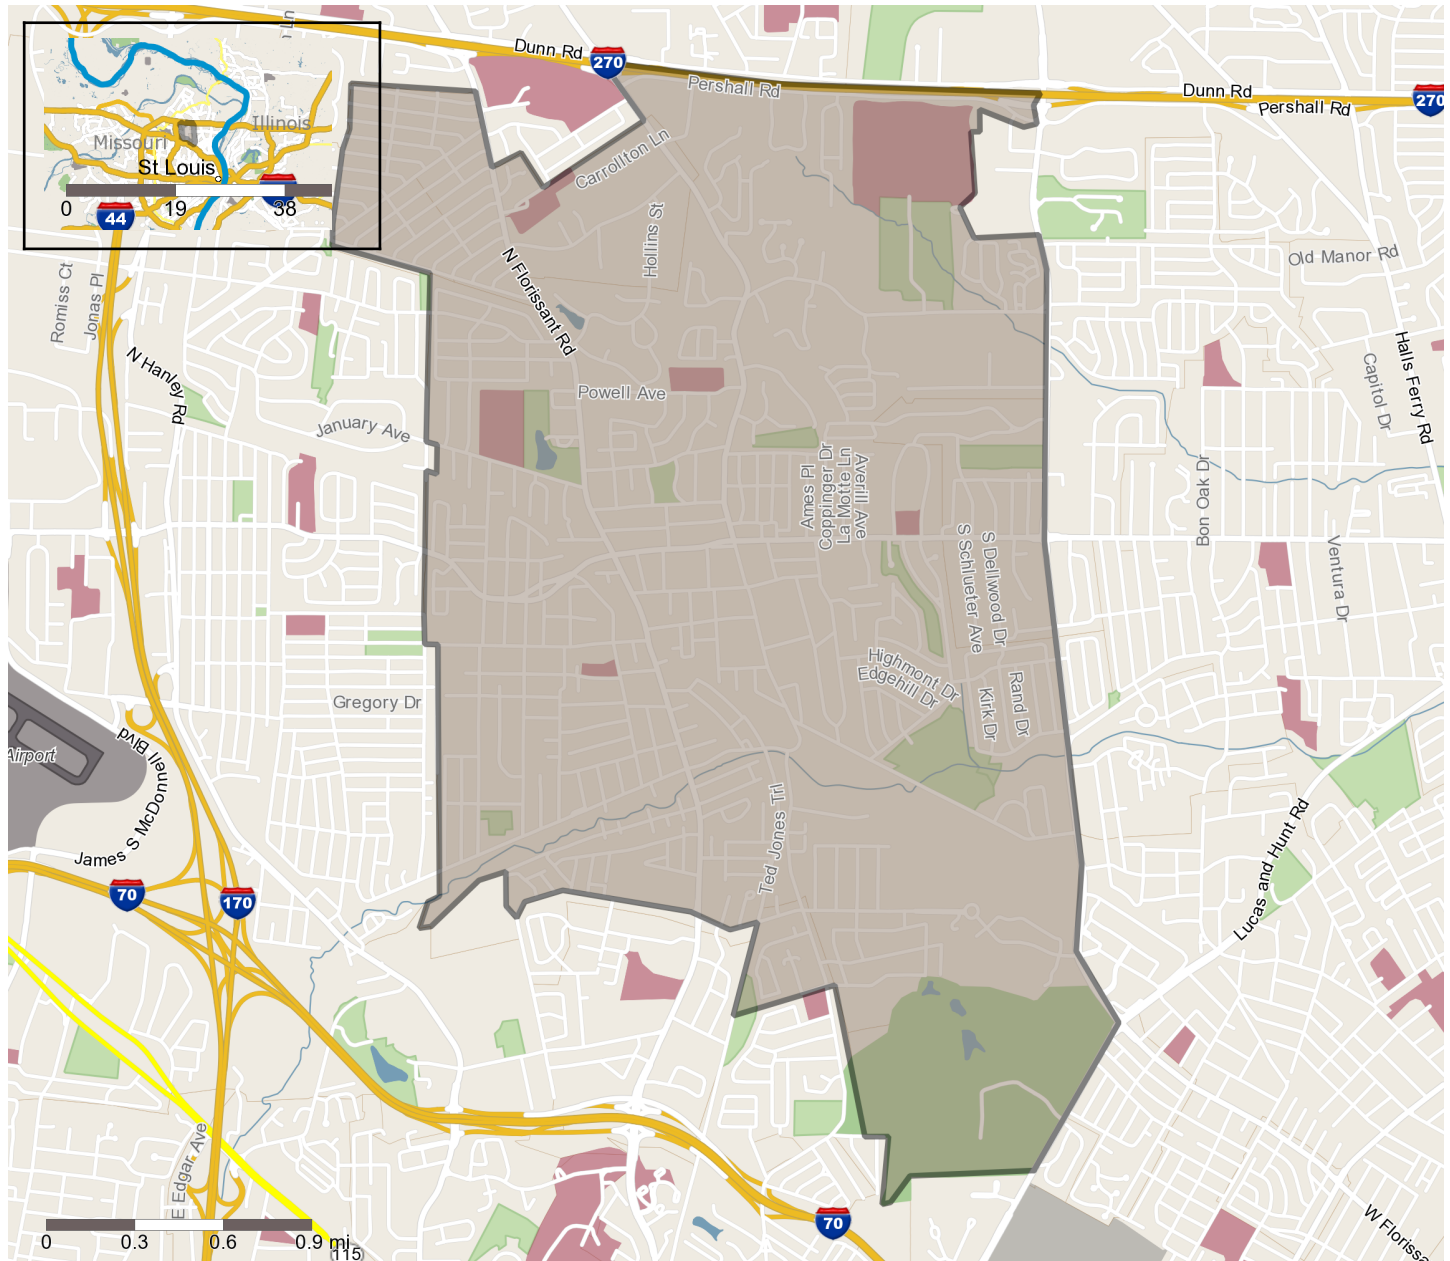 Ln
Dunn Rd
270
Pershall Rd
Dunn Rd
Pershall Rd
270
Illinois
Missouri
St Louis
0 19 38
44
Carrollton Ln
Hollins St
N Florissant Rd
Romiss Ct
Jonas Pl
N Hanley Rd
January Ave
Powell Ave
Old Manor Rd
Halls Ferry Rd
Capitol Dr
Ames Pl
Coppinger Dr
La Motte Ln
Averill Ave
Bon Oak Dr
S Schlueter Ave
S Dellwood Dr
Ventura Dr
Highmont Dr
Edgehill Dr
Kirk Dr
Rand Dr
Gregory Dr
Airport
James S McDonnell Blvd
Ted Jones Trl
Lucas and Hunt Rd
70
170
E Edgar Ave
70
W Florissa
0 0.3 0.6 0.9 mi
115